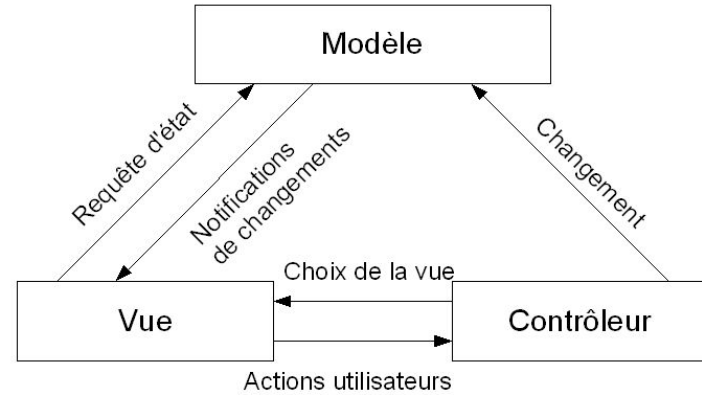 Modèle
Requête d'état
Notifications
de changements
Changement
Choix de la vue
Vue
Contrôleur
Actions utilisateurs